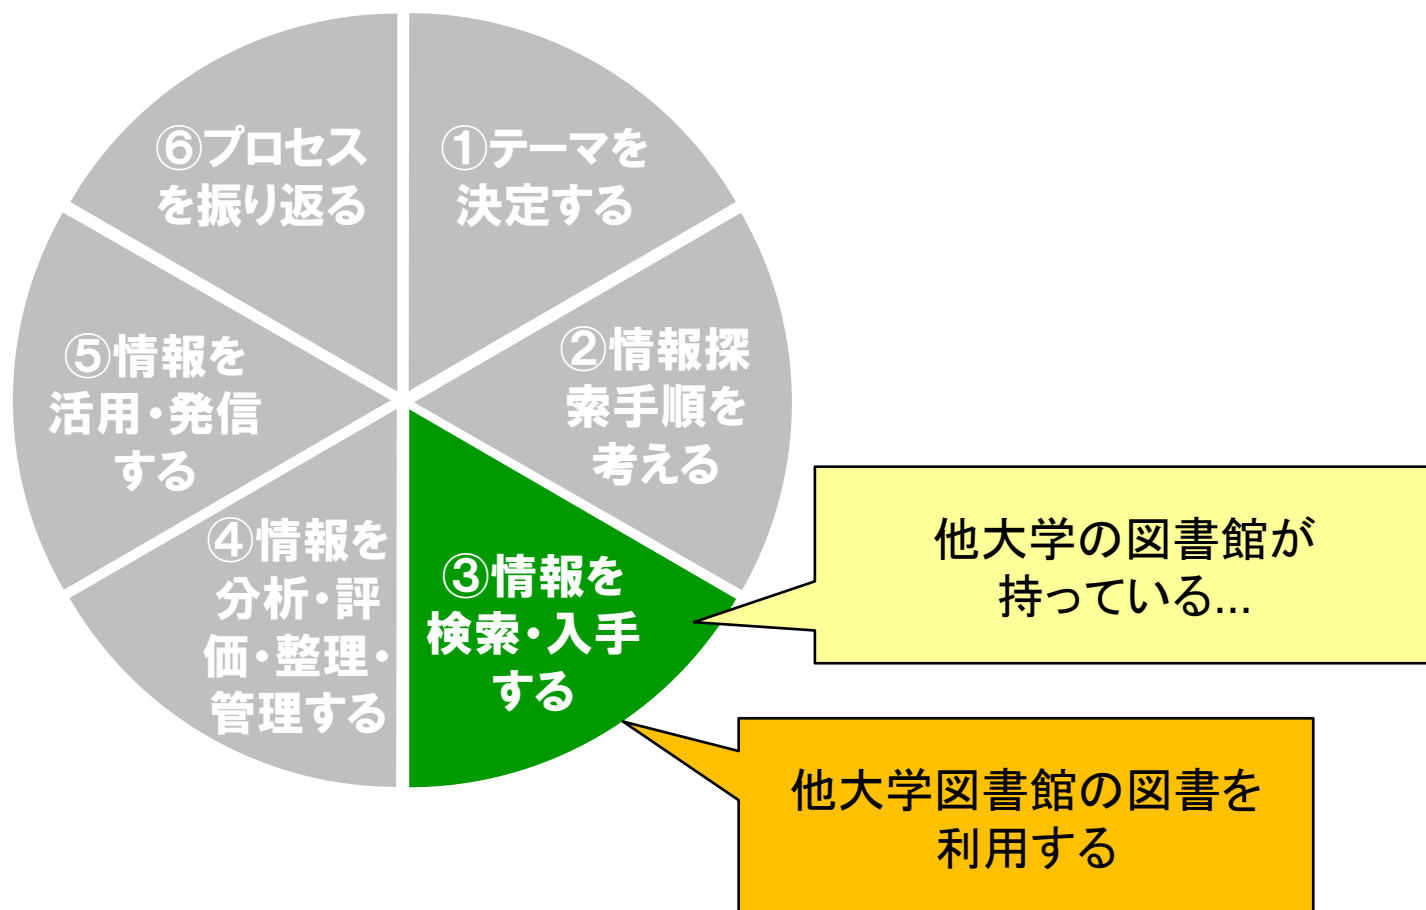 ①テーマを
決定する
②情報探
索手順を
考える
③情報を
検索・入手
する
④情報を
分析・評
価・整理・
管理する
⑤情報を
活用・発信
する
⑥プロセス
を振り返る
他大学の図書館が
持っている...
他大学図書館の図書を
利用する